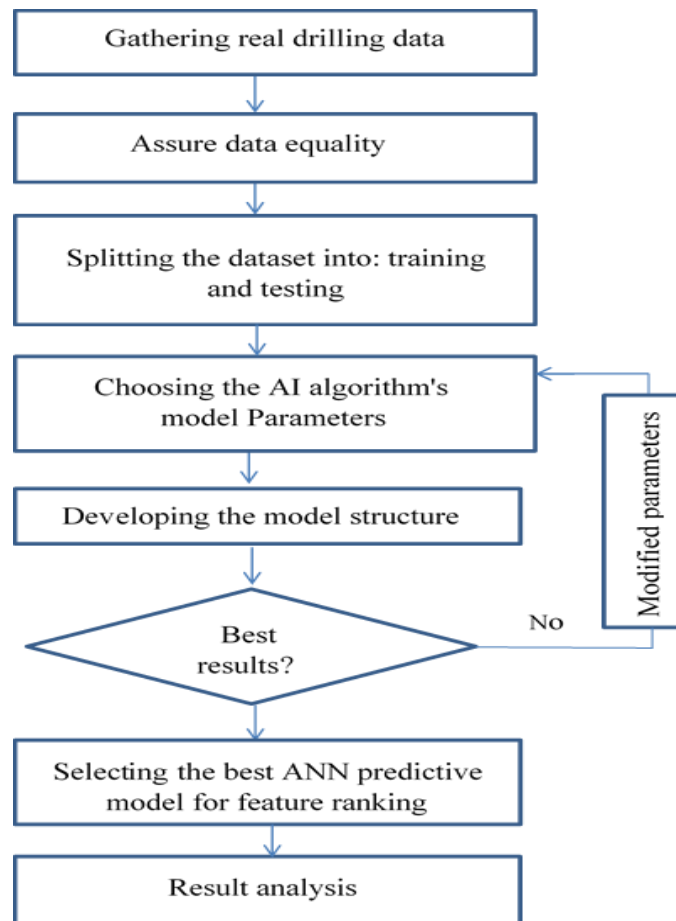 Gathering real drilling data
Assure data equality
Splitting the dataset into: training
and testing
Choosing the AI algorithm's
model Parameters
Modified parameters
Developing the model structure
Best
results?
No
Selecting the best ANN predictive
model for feature ranking
Result analysis